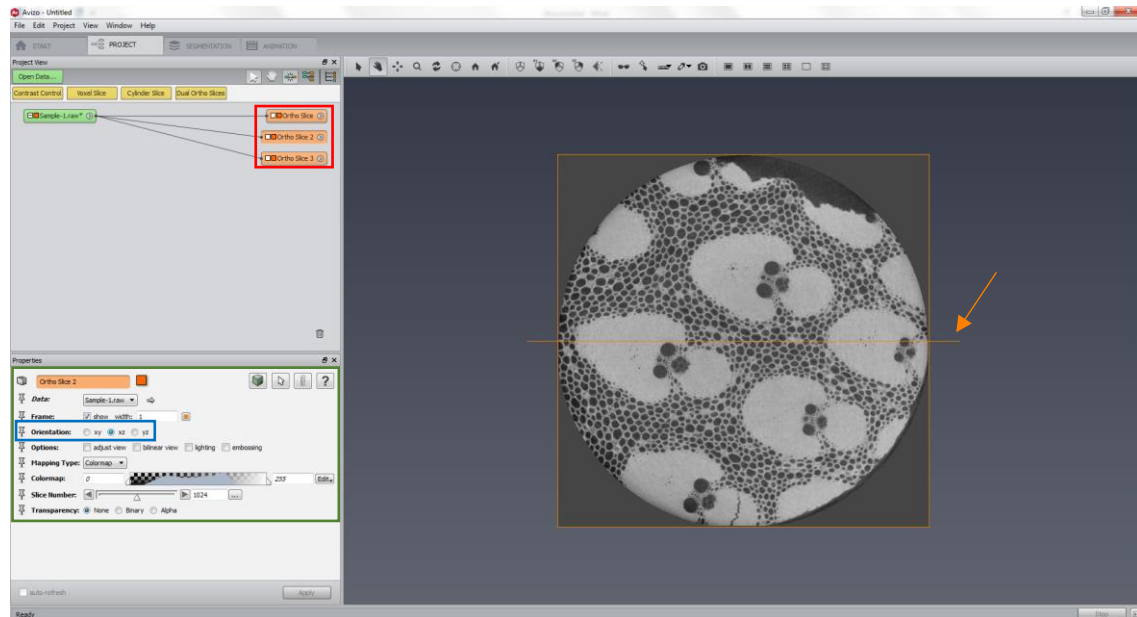 Avizo - Untitled
File Edit Project View Window Help
START PROJECT SEGMENTATION ANIMATION
Project View
Open Data...
Contrast Control Voxel Slice Cylinder Slice Dual Ortho Slices
Sample-1.raw* Ortho Slice
Ortho Slice 2
Ortho Slice 3
Properties
Ortho Slice 2
Data: Sample-1.raw
Frame: show width: 1
Orientation: xy xz yz
Options: adjust view bilinear view lighting embossing
Mapping Type: Colormap
Colormap: 0 255 Edit
Slice Number: 1024 ...
Transparency: None Binary Alpha
auto-refresh Apply
Ready Stop